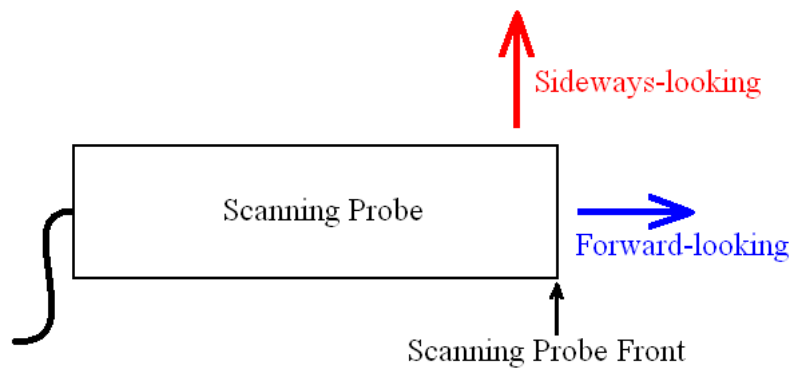 Sideways-looking
Scanning Probe
Forward-looking
Scanning Probe Front